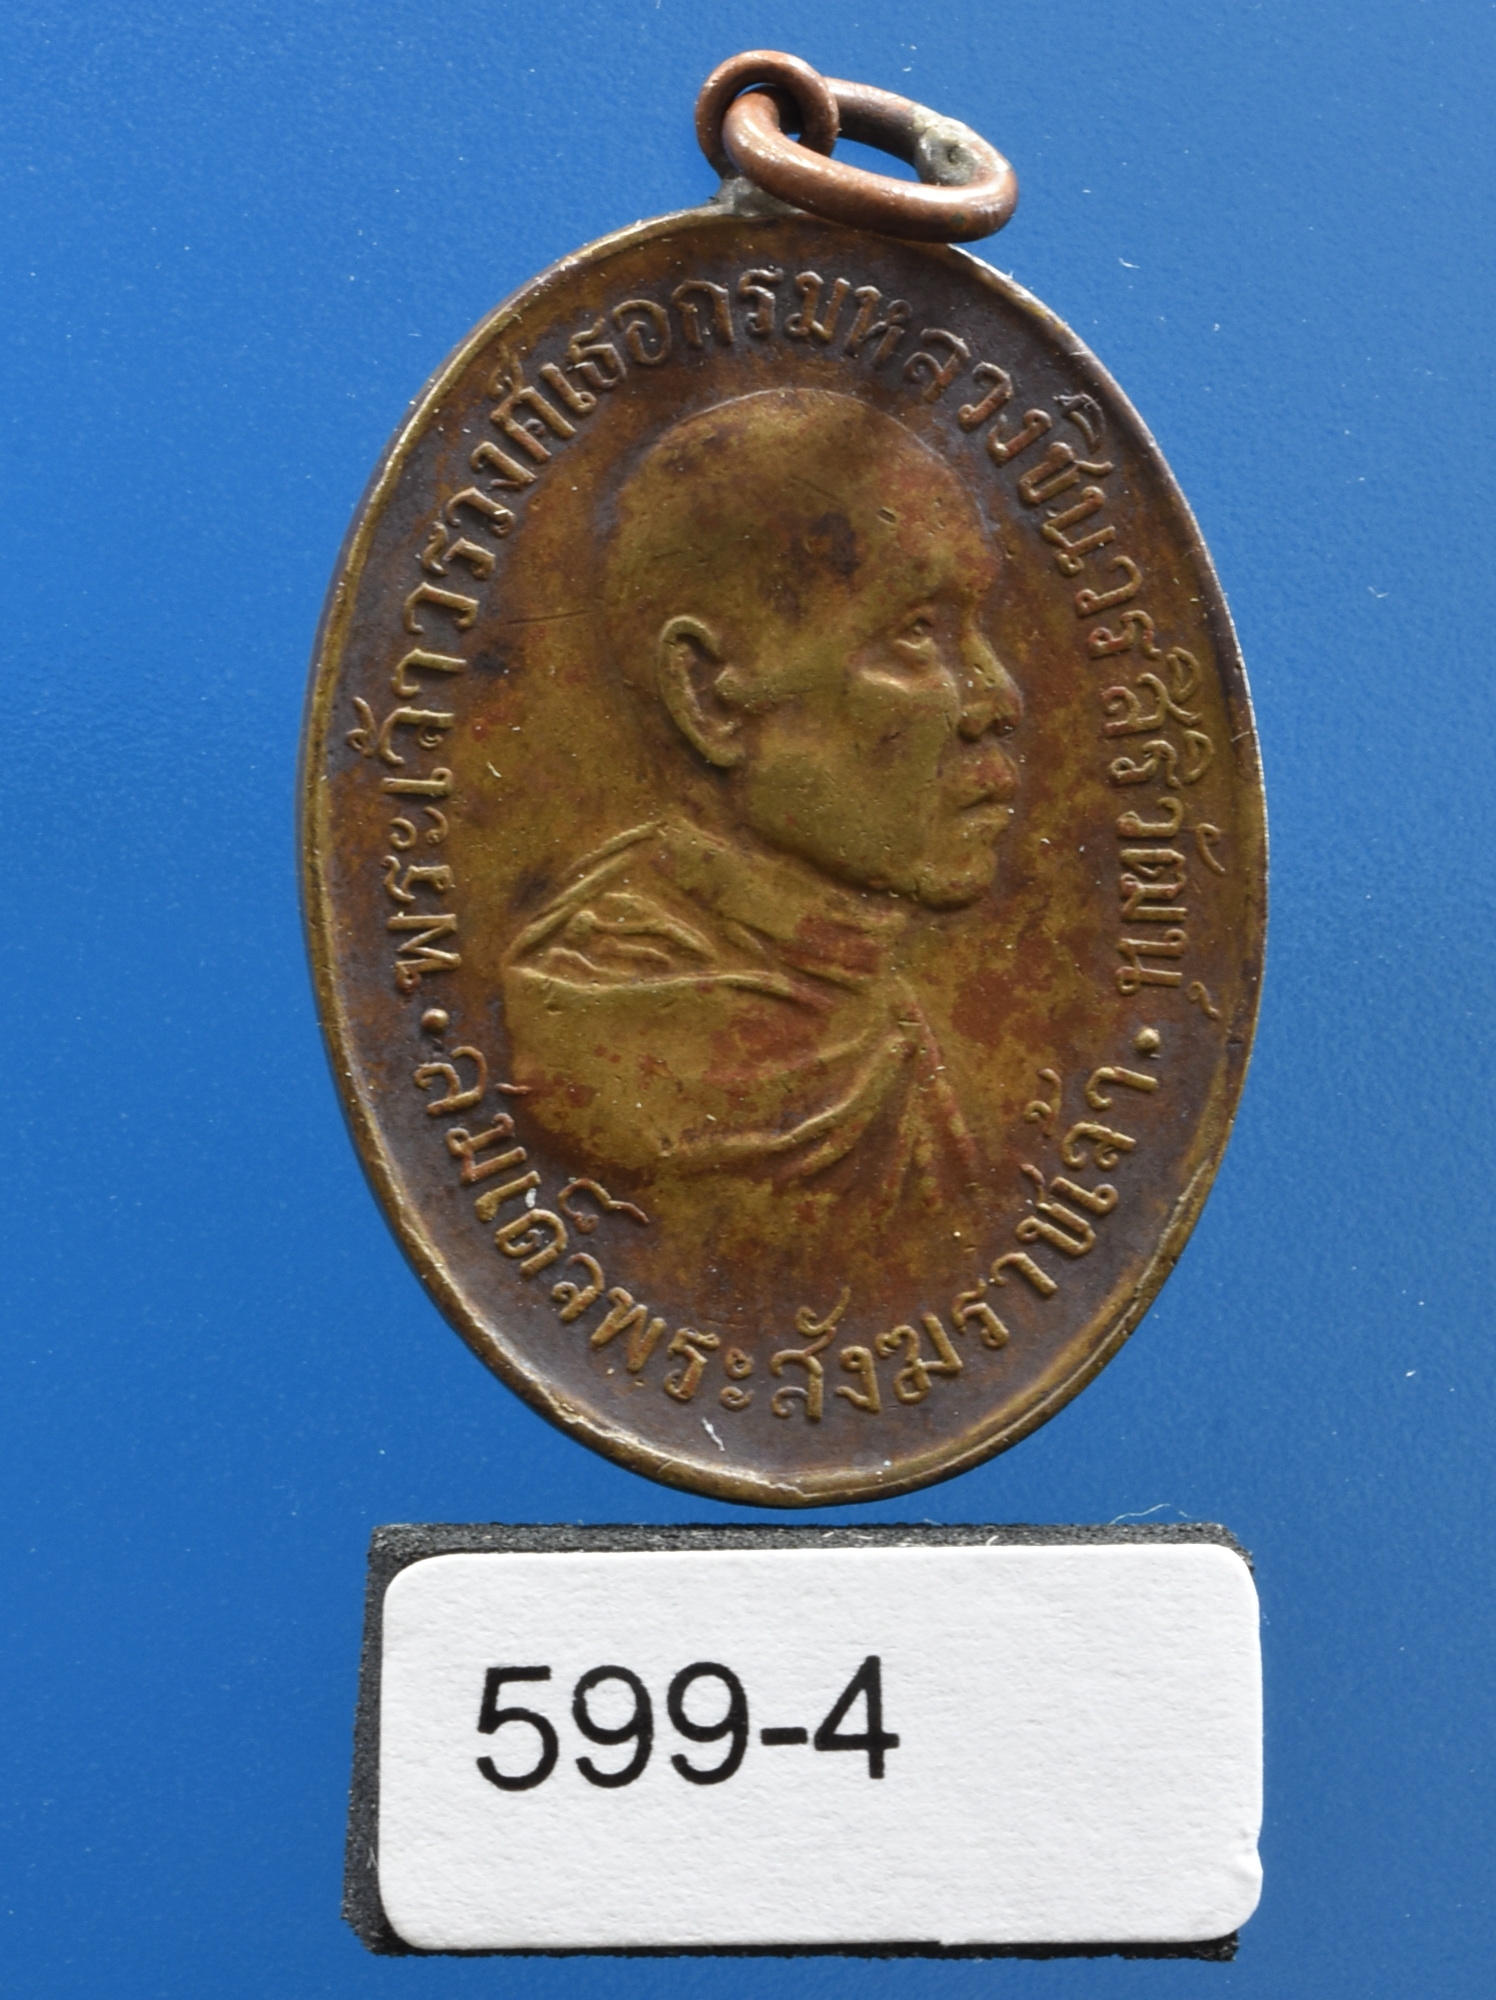 พระเจ้าวรวงศ์เธอกรมหลวงชินวรสิริวัฒน์
สมเด็จพระสังฆราชเจ้า
599-4